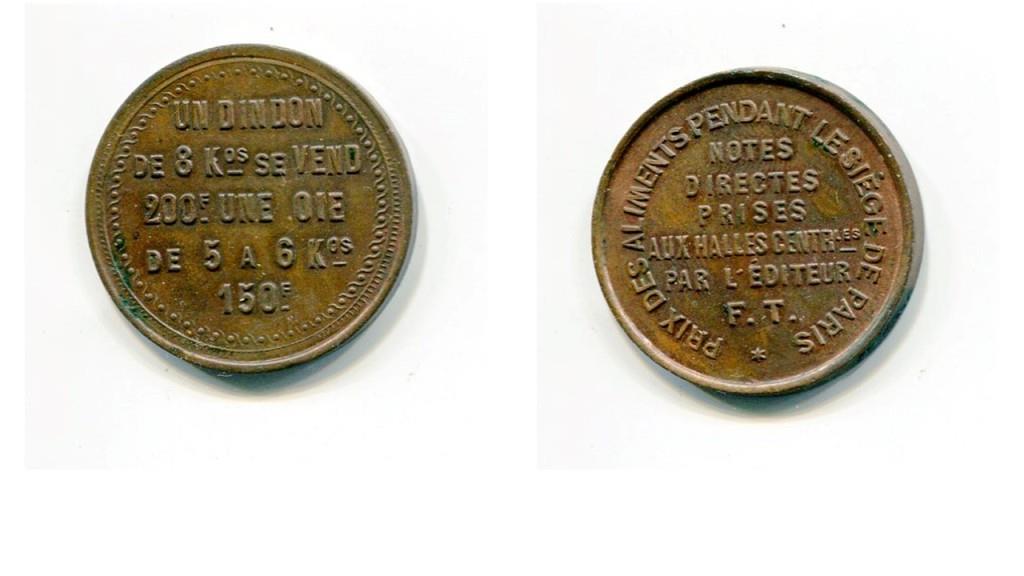 UN DINDON
DE 8 KOS SE VEND
200F UNE OIE
DE 5 A 6 KOS
150F
PRIX DES ALIMENTS PENDANT LE SIÉGE DE PARIS
NOTES
DIRECTES
PRISES
AUX HALLES CENTRLES
PAR L'ÉDITEUR
F. T.
*